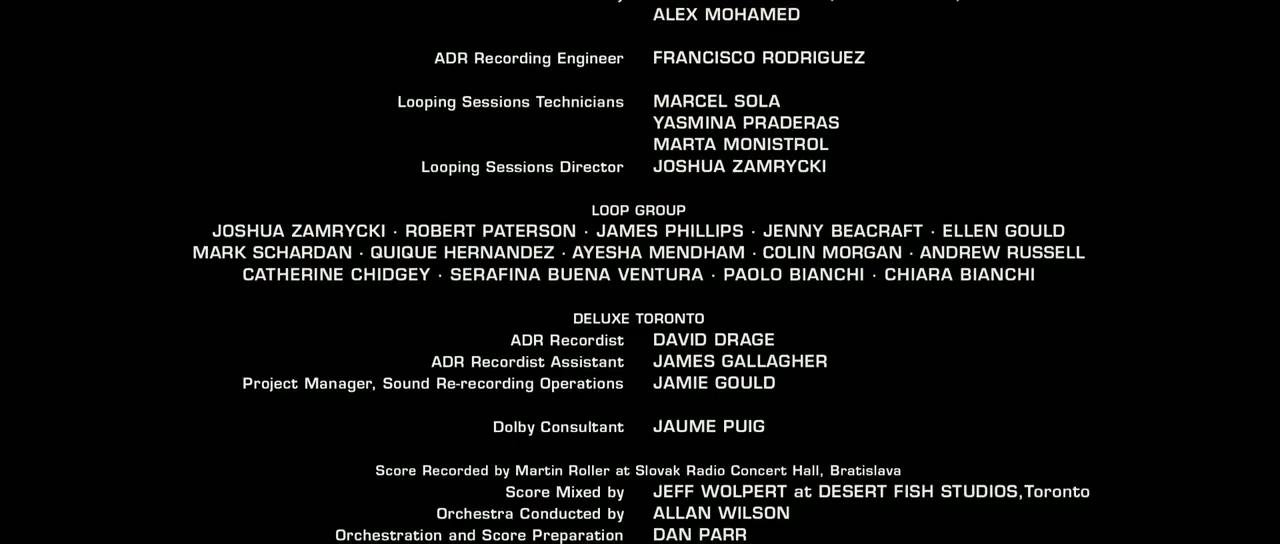 ALEX MOHAMED
ADR Recording Engineer FRANCISCO RODRIGUEZ
Looping Sessions Technicians MARCEL SOLA
YASMINA PRADERAS
MARTA MONISTROL
Looping Sessions Director JOSHUA ZAMRYCKI
LOOP GROUP
JOSHUA ZAMRYCKI · ROBERT PATERSON · JAMES PHILLIPS · JENNY BEACRAFT · ELLEN GOULD
MARK SCHARDAN · QUIQUE HERNANDEZ · AYESHA MENDHAM · COLIN MORGAN · ANDREW RUSSELL
CATHERINE CHIDGEY · SERAFINA BUENA VENTURA · PAOLO BIANCHI · CHIARA BIANCHI
DELUXE TORONTO
ADR Recordist DAVID DRAGE
ADR Recordist Assistant JAMES GALLAGHER
Project Manager, Sound Re-recording Operations JAMIE GOULD
Dolby Consultant JAUME PUIG
Score Recorded by Martin Roller at Slovak Radio Concert Hall, Bratislava
Score Mixed by JEFF WOLPERT at DESERT FISH STUDIOS,Toronto
Orchestra Conducted by ALLAN WILSON
Orchestration and Score Preparation DAN PARR